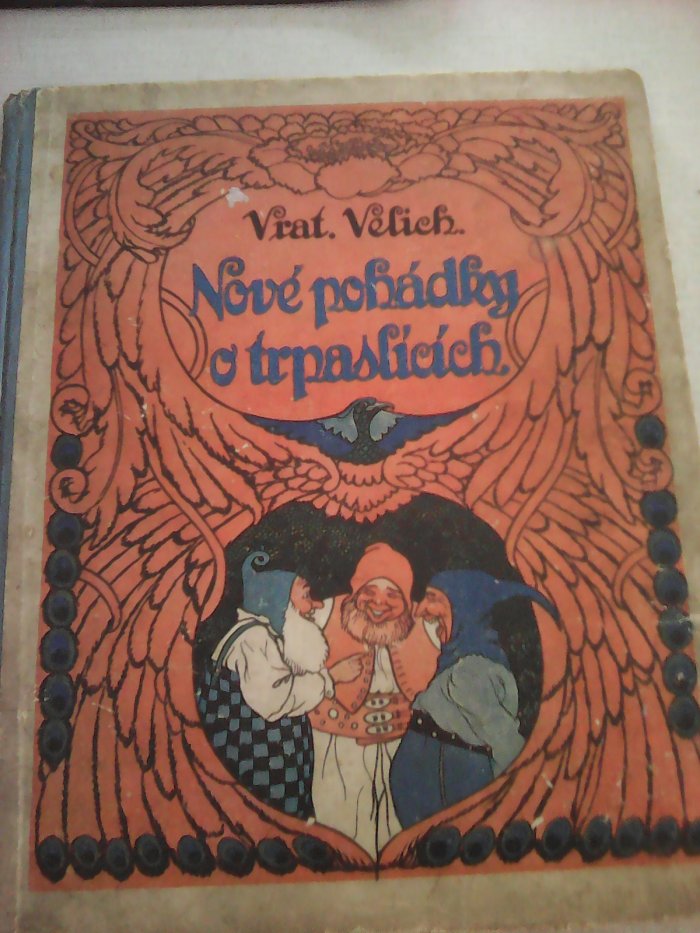 Vrat. Velich.
Nové pohádky
o trpaslících.